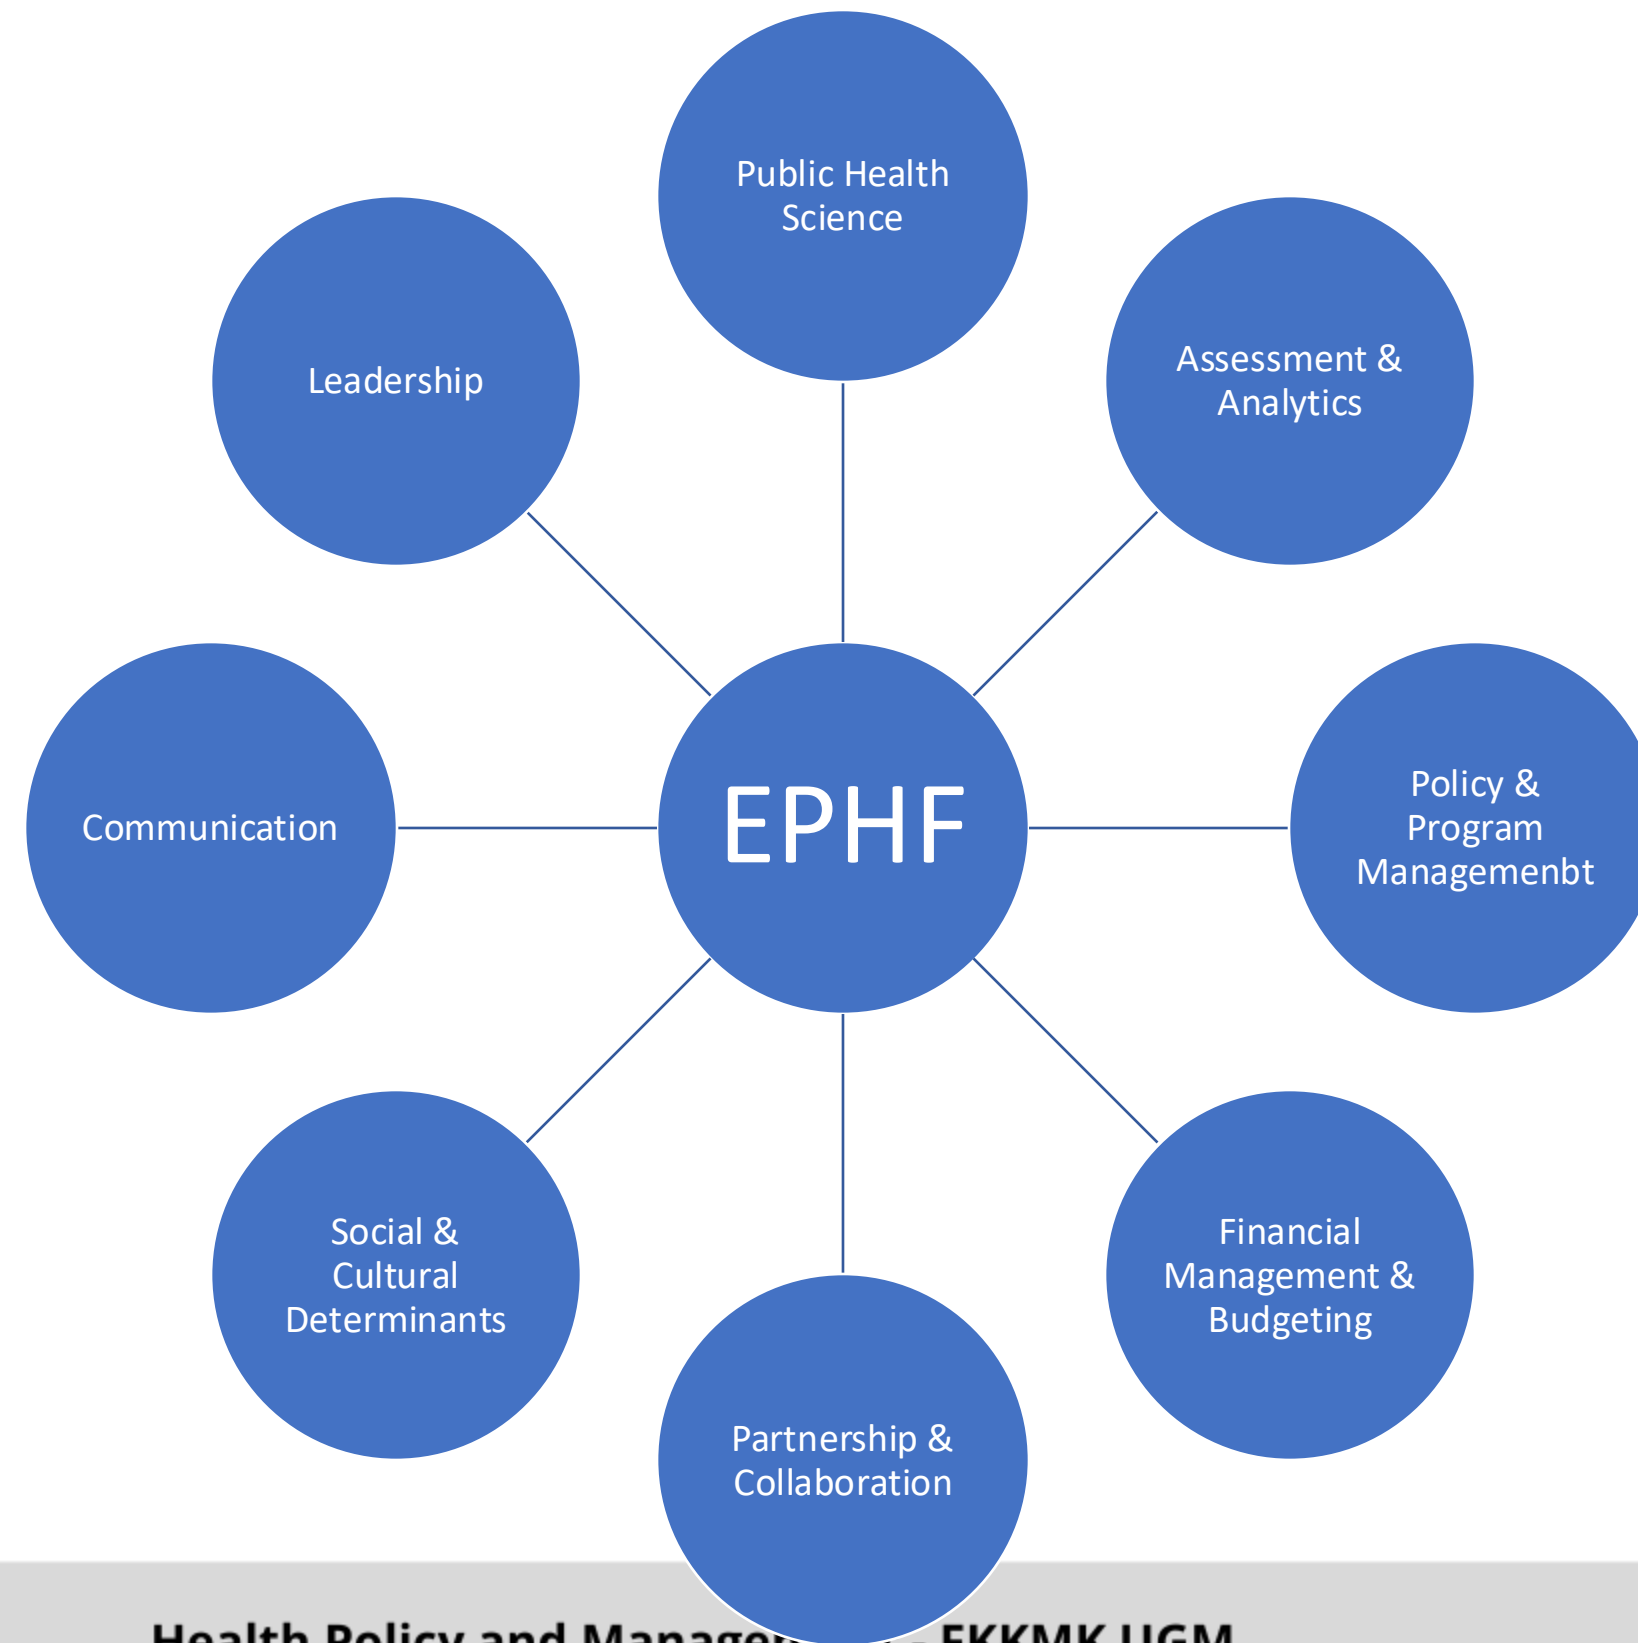 Public Health
Science
Assessment &
Analytics
Policy &
Program
Managemenbt
Financial
Management &
Budgeting
Partnership &
Collaboration
Social &
Cultural
Determinants
Communication
Leadership
EPHF
Health Policy and - FKKMK UGM